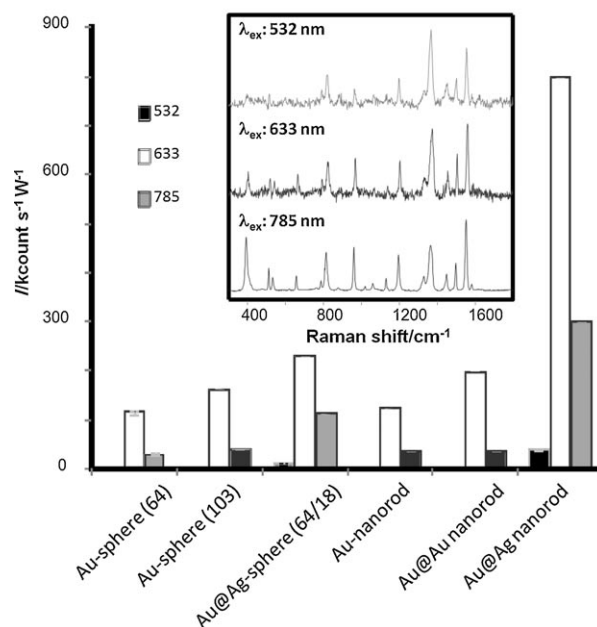 900
600
300
0
I/kcount s-1 W-1
532
633
785
λex: 532 nm
λex: 633 nm
λex: 785 nm
400
800
1200
1600
Raman shift/cm-1
Au-sphere (64)
Au-sphere (103)
Au@Ag-sphere (64/18)
Au-nanorod
Au@Au nanorod
Au@Ag nanorod